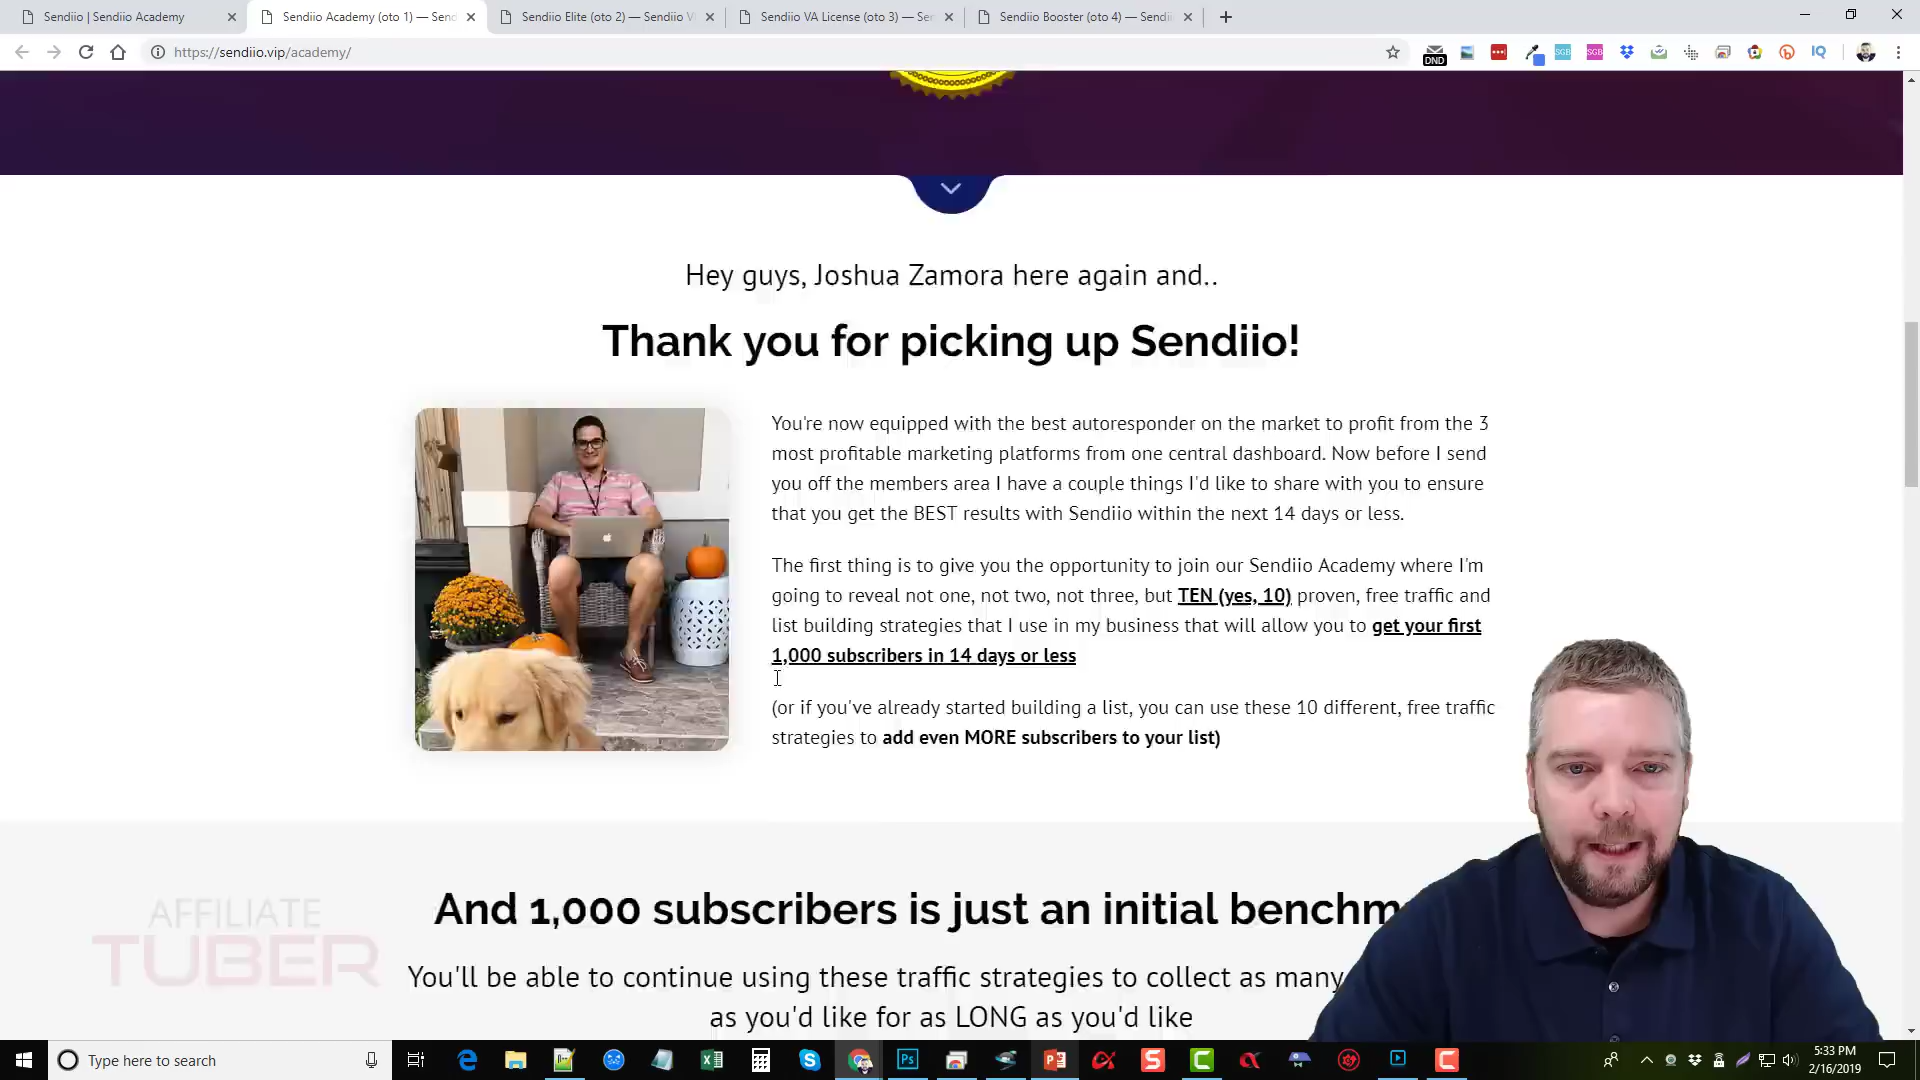 Sendiio | Sendiio Academy
Sendiio Academy (oto 1) — Send
Sendiio Elite (oto 2) — Sendiio V
Sendiio VA License (oto 3) — Sen
Sendiio Booster (oto 4) — Sendii
https://sendiio.vip/academy/
DND
SGB
SGB
IQ
Hey guys, Joshua Zamora here again and..
Thank you for picking up Sendiio!
You're now equipped with the best autoresponder on the market to profit from the 3
most profitable marketing platforms from one central dashboard. Now before I send
you off the members area I have a couple things I'd like to share with you to ensure
that you get the BEST results with Sendiio within the next 14 days or less.
The first thing is to give you the opportunity to join our Sendiio Academy where I'm
going to reveal not one, not two, not three, but TEN (yes, 10) proven, free traffic and
list building strategies that I use in my business that will allow you to get your first
1,000 subscribers in 14 days or less
(or if you've already started building a list, you can use these 10 different, free traffic
strategies to add even MORE subscribers to your list)
And 1,000 subscribers is just an initial benchm
You'll be able to continue using these traffic strategies to collect as many
as you'd like for as LONG as you'd like
AFFILIATE
TUBER
Type here to search
Ps
5:33 PM
2/16/2019